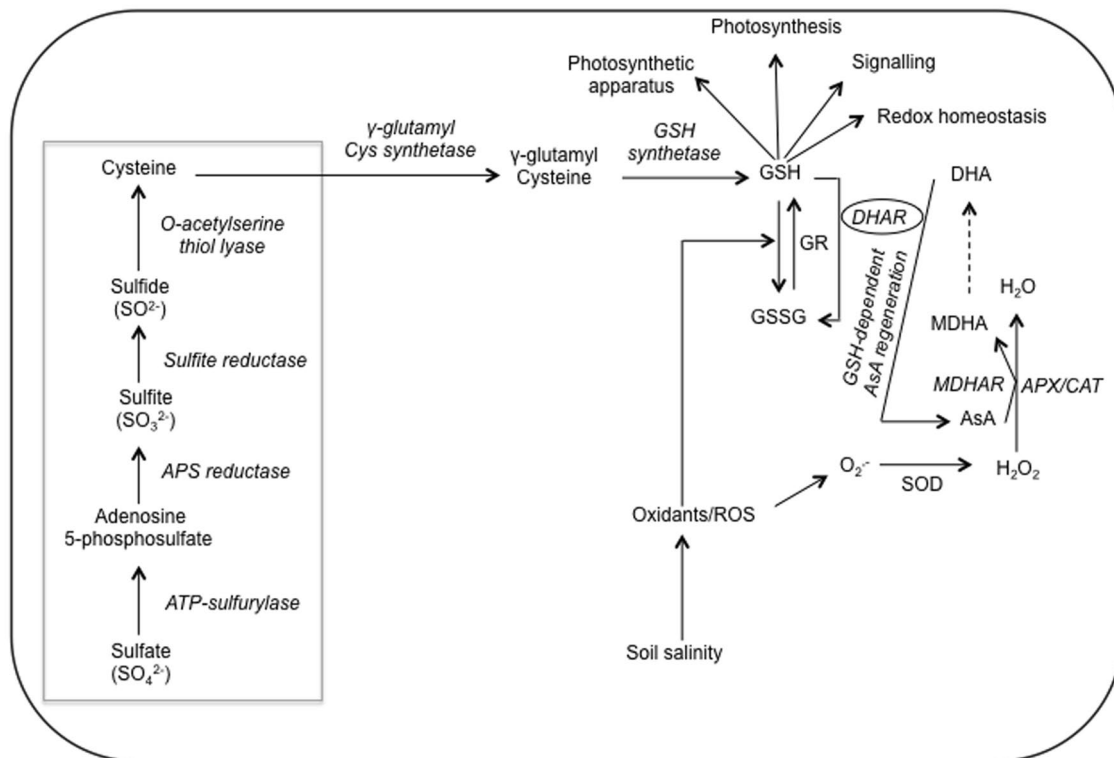 Photosynthesis
Photosynthetic
apparatus
Signalling
Redox homeostasis
γ-glutamyl
Cys synthetase
GSH
synthetase
Cysteine
γ-glutamyl
Cysteine
GSH
DHA
O-acetylserine
thiol lyase
DHAR
GR
Sulfide
(SO²⁻)
GSSG
GSH-dependent
AsA regeneration
H₂O
MDHA
Sulfite reductase
MDHAR
APX/CAT
Sulfite
(SO₃²⁻)
AsA
APS reductase
O₂·⁻
SOD
H₂O₂
Adenosine
5-phosphosulfate
Oxidants/ROS
ATP-sulfurylase
Sulfate
(SO₄²⁻)
Soil salinity